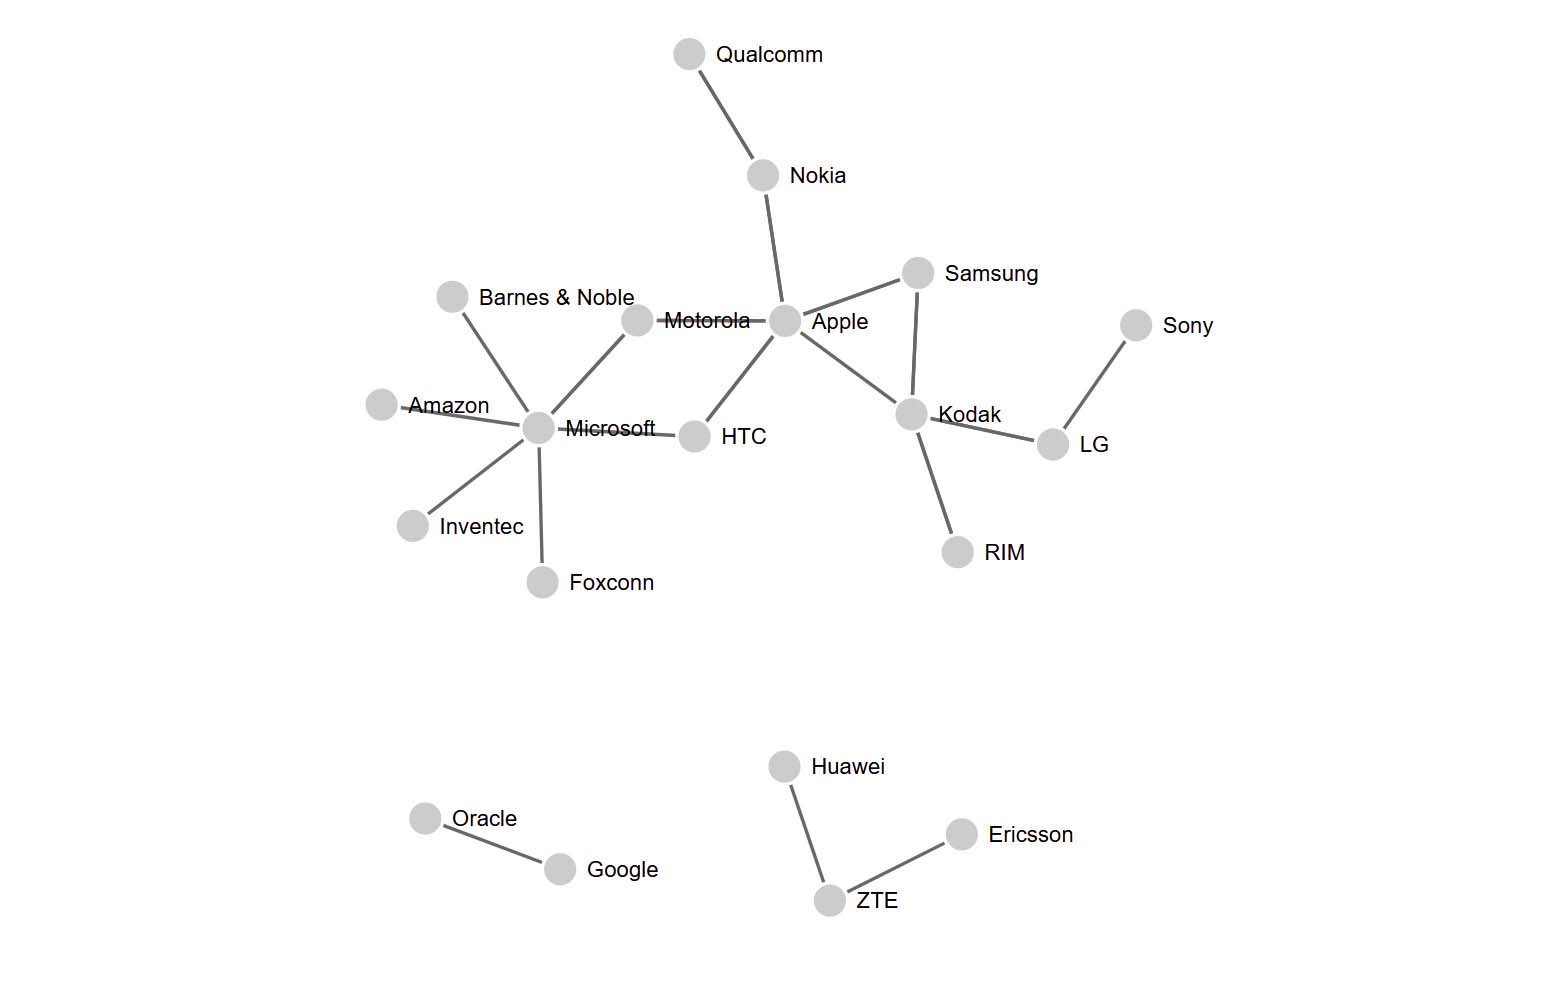 Qualcomm
Nokia
Samsung
Barnes & Noble
Motorola
Apple
Sony
Amazon
Kodak
Microsoft
HTC
LG
Inventec
RIM
Foxconn
Huawei
Oracle
Ericsson
Google
ZTE